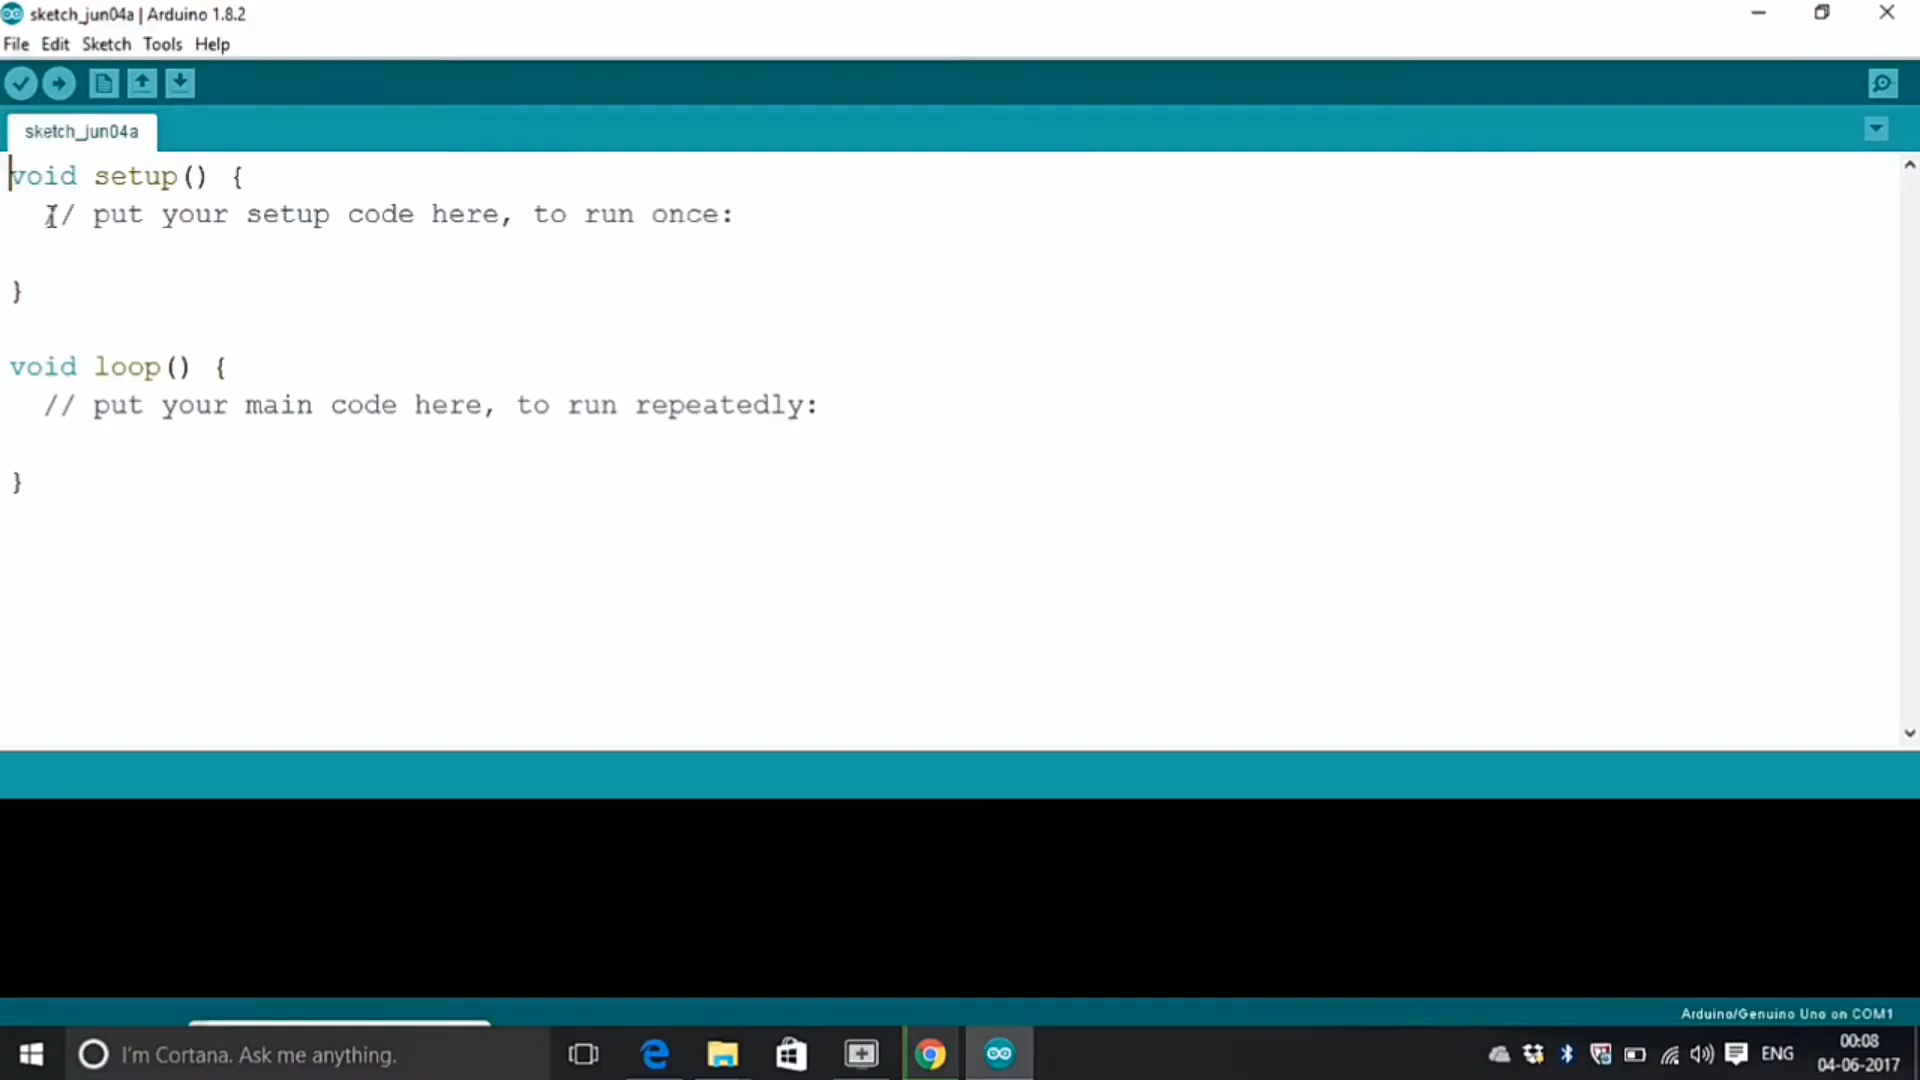 sketch_jun04a | Arduino 1.8.2
File Edit Sketch Tools Help
sketch_jun04a
void setup() {
// put your setup code here, to run once:
}
void loop() {
// put your main code here, to run repeatedly:
}
Arduino/Genuino Uno on COM1
I'm Cortana. Ask me anything.
ENG
00:08
04-06-2017